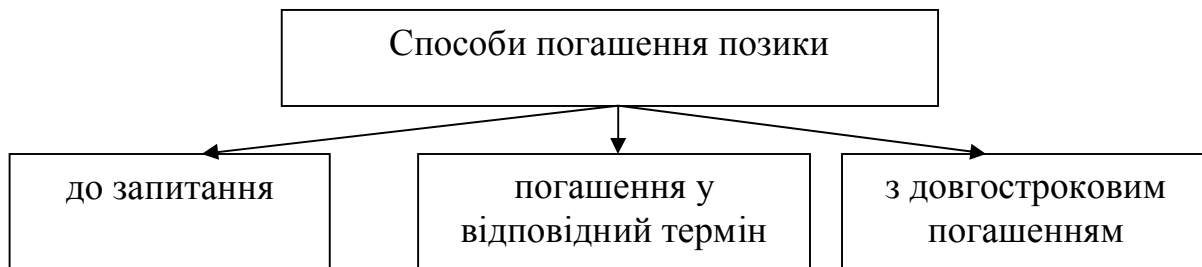 Способи погашення позики
до запитання
погашення у
відповідний термін
з довгостроковим
погашенням